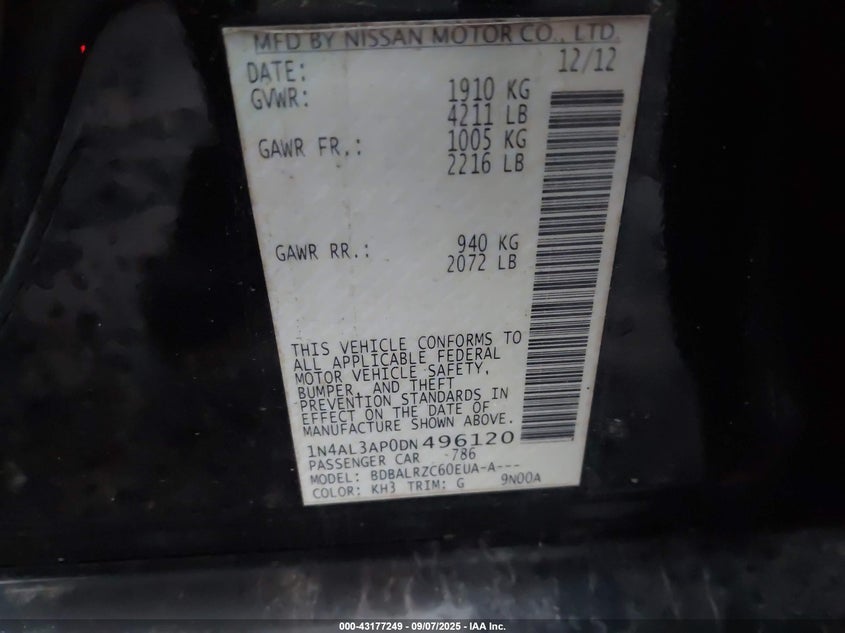 MFD BY NISSAN MOTOR CO., LTD.
DATE: 12/12
GVWR: 1910 KG
4211 LB
GAWR FR.: 1005 KG
2216 LB
GAWR RR.: 940 KG
2072 LB
THIS VEHICLE CONFORMS TO
ALL APPLICABLE FEDERAL
MOTOR VEHICLE SAFETY,
BUMPER, AND THEFT
PREVENTION STANDARDS IN
EFFECT ON THE DATE OF
MANUFACTURE SHOWN ABOVE.
1N4AL3AP0DN496120
PASSENGER CAR 786
MODEL: BDBALRZC60EUA-A---
COLOR: KH3 TRIM: G 9N00A
000-43177249 - 09/07/2025 - IAA Inc.